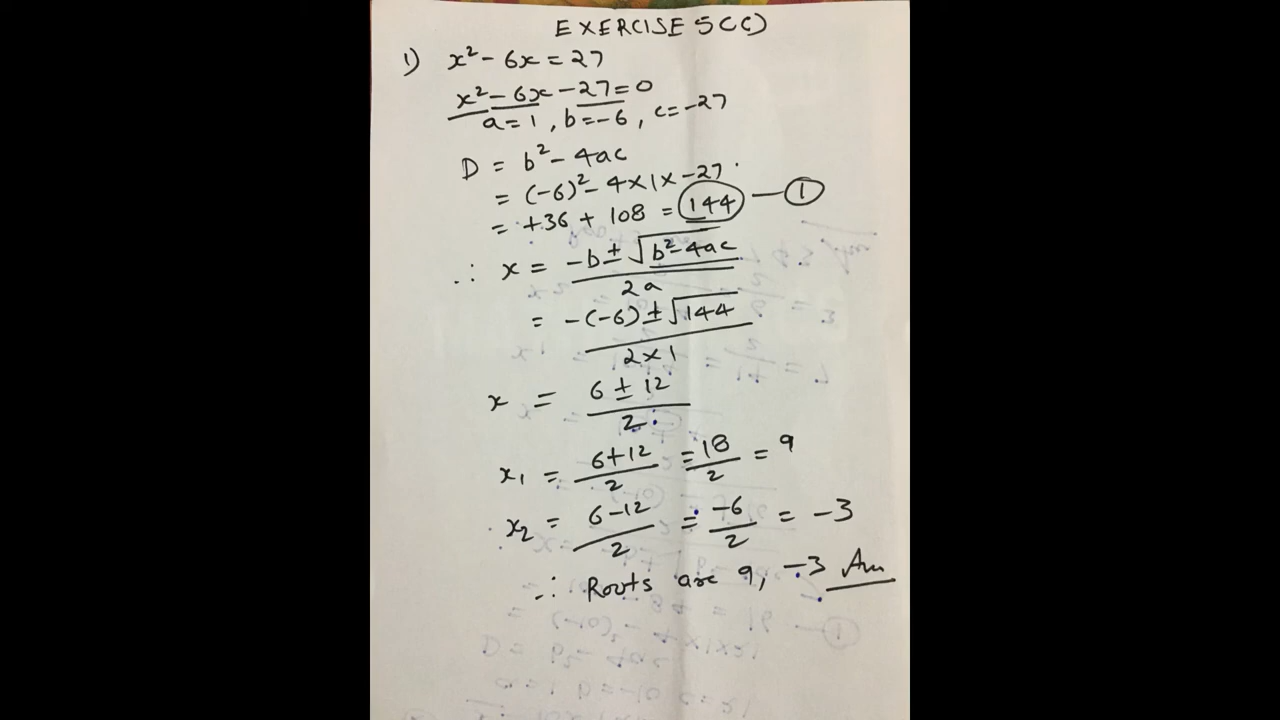 EXERCISE 5(C)
1) x² - 6x = 27
x² - 6x - 27 = 0
a = 1, b = -6, c = -27
D = b² - 4ac
= (-6)² - 4 x 1 x -27
= +36 + 108 = 144 — 1
∴ x = -b ± √b² - 4ac / 2a
= -(-6) ± √144 / 2 x 1
x = 6 ± 12 / 2
x₁ = 6+12 / 2 = 18 / 2 = 9
x₂ = 6-12 / 2 = -6 / 2 = -3
∴ Roots are 9, -3 Ans